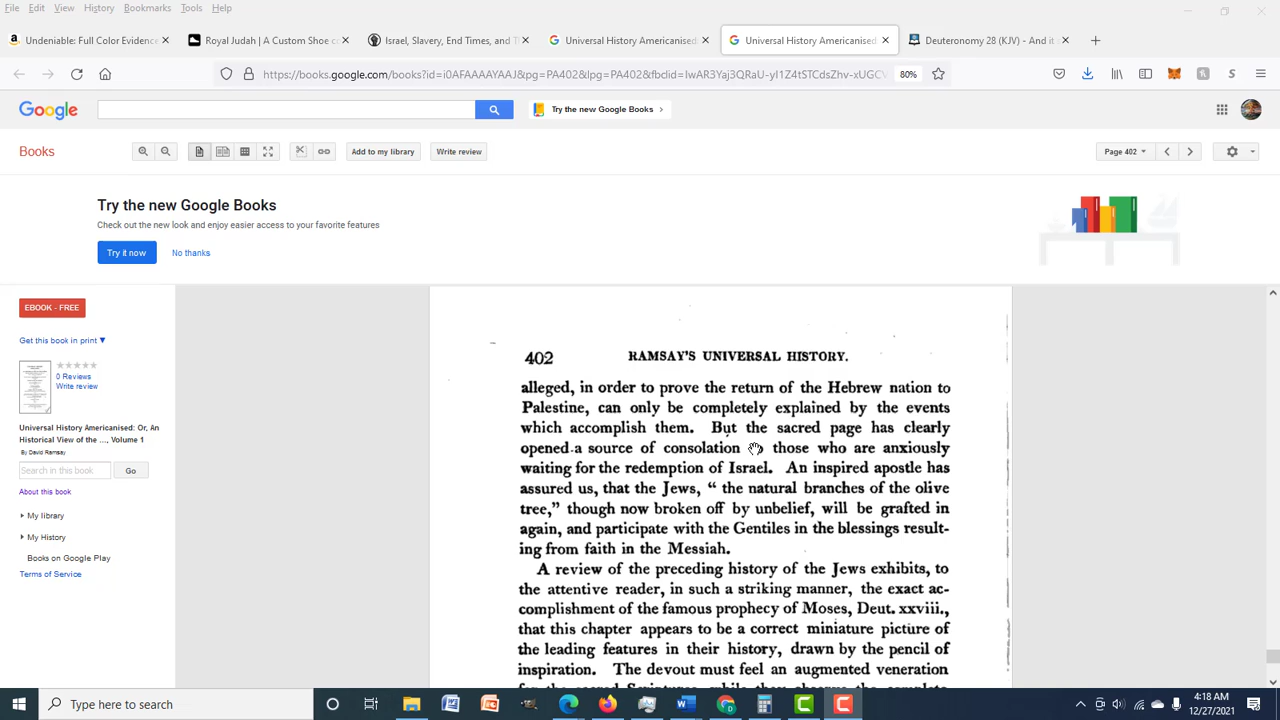 File Edit View History Bookmarks Tools Help
Undeniable: Full Color Evidence
Royal Judah | A Custom Shoe co
Israel, Slavery, End Times, and T
Universal History Americanised:
Universal History Americanised:
Deuteronomy 28 (KJV) - And it
https://books.google.com/books?id=i0AFAAAAYAAJ&pg=PA402&lpg=PA402&fbclid=IwAR3Yaj3QRaU-yI1Z4tSTCdsZhv-xUGCV
80%
Google
Try the new Google Books
Books
Add to my library
Write review
Page 402
Try the new Google Books
Check out the new look and enjoy easier access to your favorite features
Try it now
No thanks
EBOOK - FREE
Get this book in print
0 Reviews
Write review
Universal History Americanised: Or, An
Historical View of the ..., Volume 1
By David Ramsay
Search in this book
Go
About this book
My library
My History
Books on Google Play
Terms of Service
402 RAMSAY'S UNIVERSAL HISTORY.
alleged, in order to prove the return of the Hebrew nation to
Palestine, can only be completely explained by the events
which accomplish them. But the sacred page has clearly
opened a source of consolation those who are anxiously
waiting for the redemption of Israel. An inspired apostle has
assured us, that the Jews, “ the natural branches of the olive
tree,” though now broken off by unbelief, will be grafted in
again, and participate with the Gentiles in the blessings result-
ing from faith in the Messiah.
A review of the preceding history of the Jews exhibits, to
the attentive reader, in such a striking manner, the exact ac-
complishment of the famous prophecy of Moses, Deut. xxviii.,
that this chapter appears to be a correct miniature picture of
the leading features in their history, drawn by the pencil of
inspiration. The devout must feel an augmented veneration
Type here to search
4:18 AM
12/27/2021